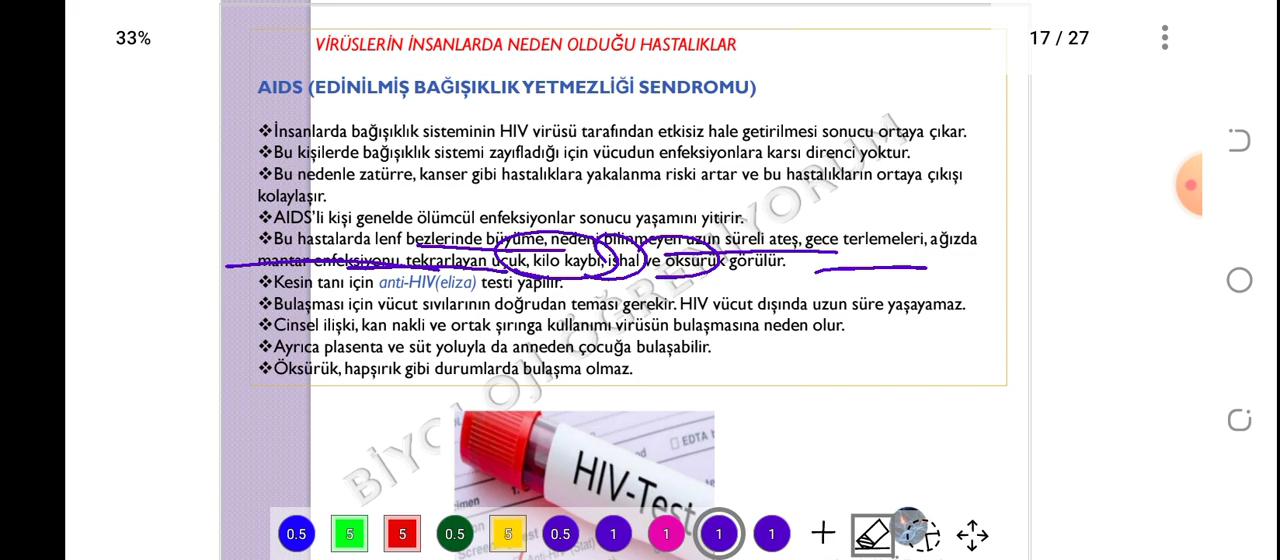 33%
17 / 27
VİRÜSLERİN İNSANLARDA NEDEN OLDUĞU HASTALIKLAR
AIDS (EDİNİLMİŞ BAĞIŞIKLIK YETMEZLİĞİ SENDROMU)
❖İnsanlarda bağışıklık sisteminin HIV virüsü tarafından etkisiz hale getirilmesi sonucu ortaya çıkar.
❖Bu kişilerde bağışıklık sistemi zayıfladığı için vücudun enfeksiyonlara karsı direnci yoktur.
❖Bu nedenle zatürre, kanser gibi hastalıklara yakalanma riski artar ve bu hastalıkların ortaya çıkışı
kolaylaşır.
❖AIDS'li kişi genelde ölümcül enfeksiyonlar sonucu yaşamını yitirir.
❖Bu hastalarda lenf bezlerinde büyüme, nedeni bilinmeyen uzun süreli ateş, gece terlemeleri, ağızda
mantar enfeksiyonu, tekrarlayan uçuk, kilo kaybı, ishal ve öksürük görülür.
❖Kesin tanı için anti-HIV(eliza) testi yapılır.
❖Bulaşması için vücut sıvılarının doğrudan teması gerekir. HIV vücut dışında uzun süre yaşayamaz.
❖Cinsel ilişki, kan nakli ve ortak şırınga kullanımı virüsün bulaşmasına neden olur.
❖Ayrıca plasenta ve süt yoluyla da anneden çocuğa bulaşabilir.
❖Öksürük, hapşırık gibi durumlarda bulaşma olmaz.
BİYOLOJİ ÖĞRENİYORUM
EDTA
HIV-Test
0.5 5 5 0.5 5 0.5 1 1 1 1